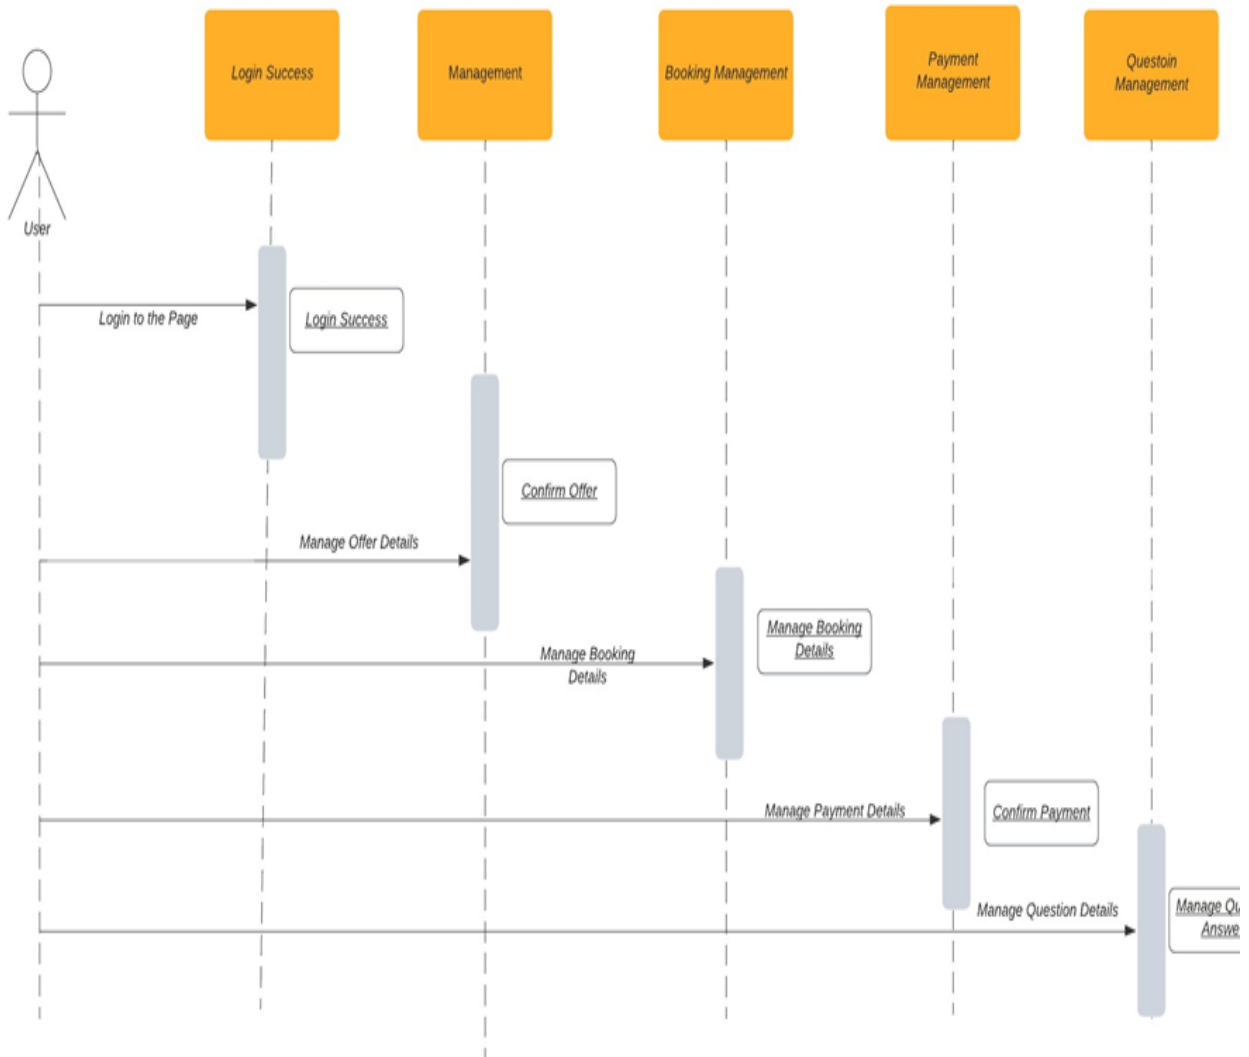 Login Success
Management
Booking Management
Payment
Management
Questoin
Management
User
Login to the Page
Login Success
Confirm Offer
Manage Offer Details
Manage Booking
Details
Manage Booking
Details
Manage Payment Details
Confirm Payment
Manage Question Details
Manage